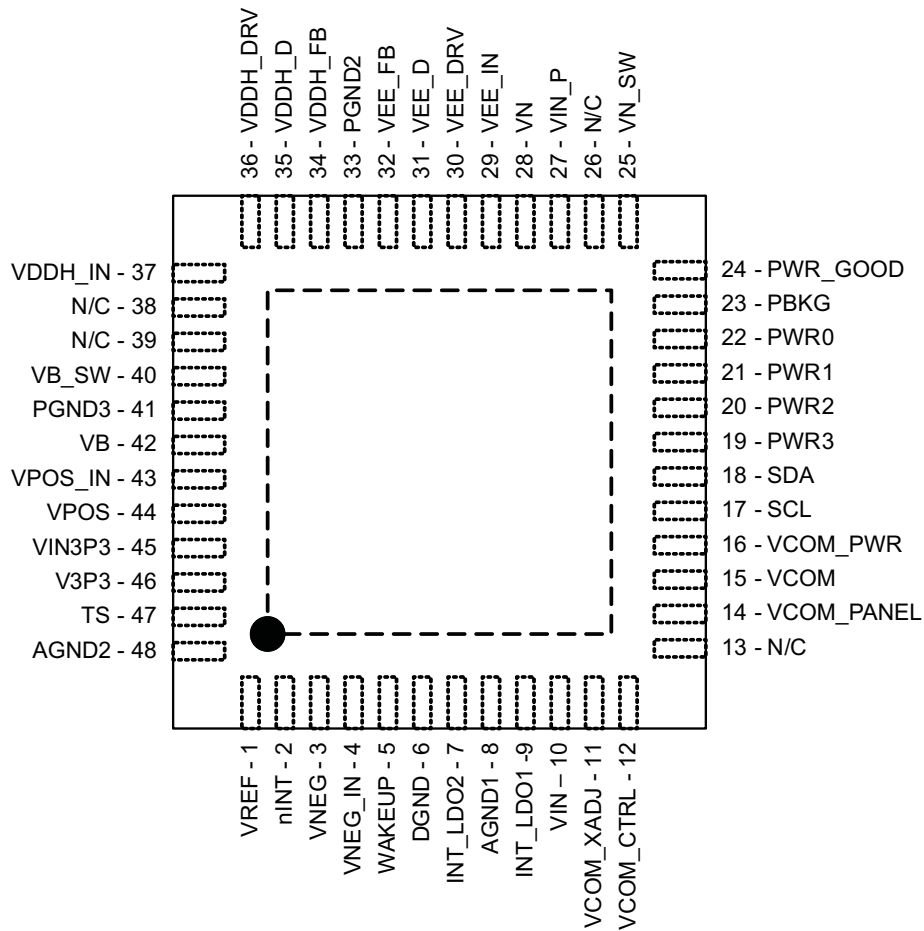 36 - VDDH_DRV
35 - VDDH_D
34 - VDDH_FB
33 - PGND2
32 - VEE_FB
31 - VEE_D
30 - VEE_DRV
29 - VEE_IN
28 - VN
27 - VIN_P
26 - N/C
25 - VN_SW
VDDH_IN - 37
N/C - 38
N/C - 39
VB_SW - 40
PGND3 - 41
VB - 42
VPOS_IN - 43
VPOS - 44
VIN3P3 - 45
V3P3 - 46
TS - 47
AGND2 - 48
24 - PWR_GOOD
23 - PBKG
22 - PWR0
21 - PWR1
20 - PWR2
19 - PWR3
18 - SDA
17 - SCL
16 - VCOM_PWR
15 - VCOM
14 - VCOM_PANEL
13 - N/C
VREF - 1
nINT - 2
VNEG - 3
VNEG_IN - 4
WAKEUP - 5
DGND - 6
INT_LDO2 - 7
AGND1 - 8
INT_LDO1 -9
VIN – 10
VCOM_XADJ - 11
VCOM_CTRL - 12